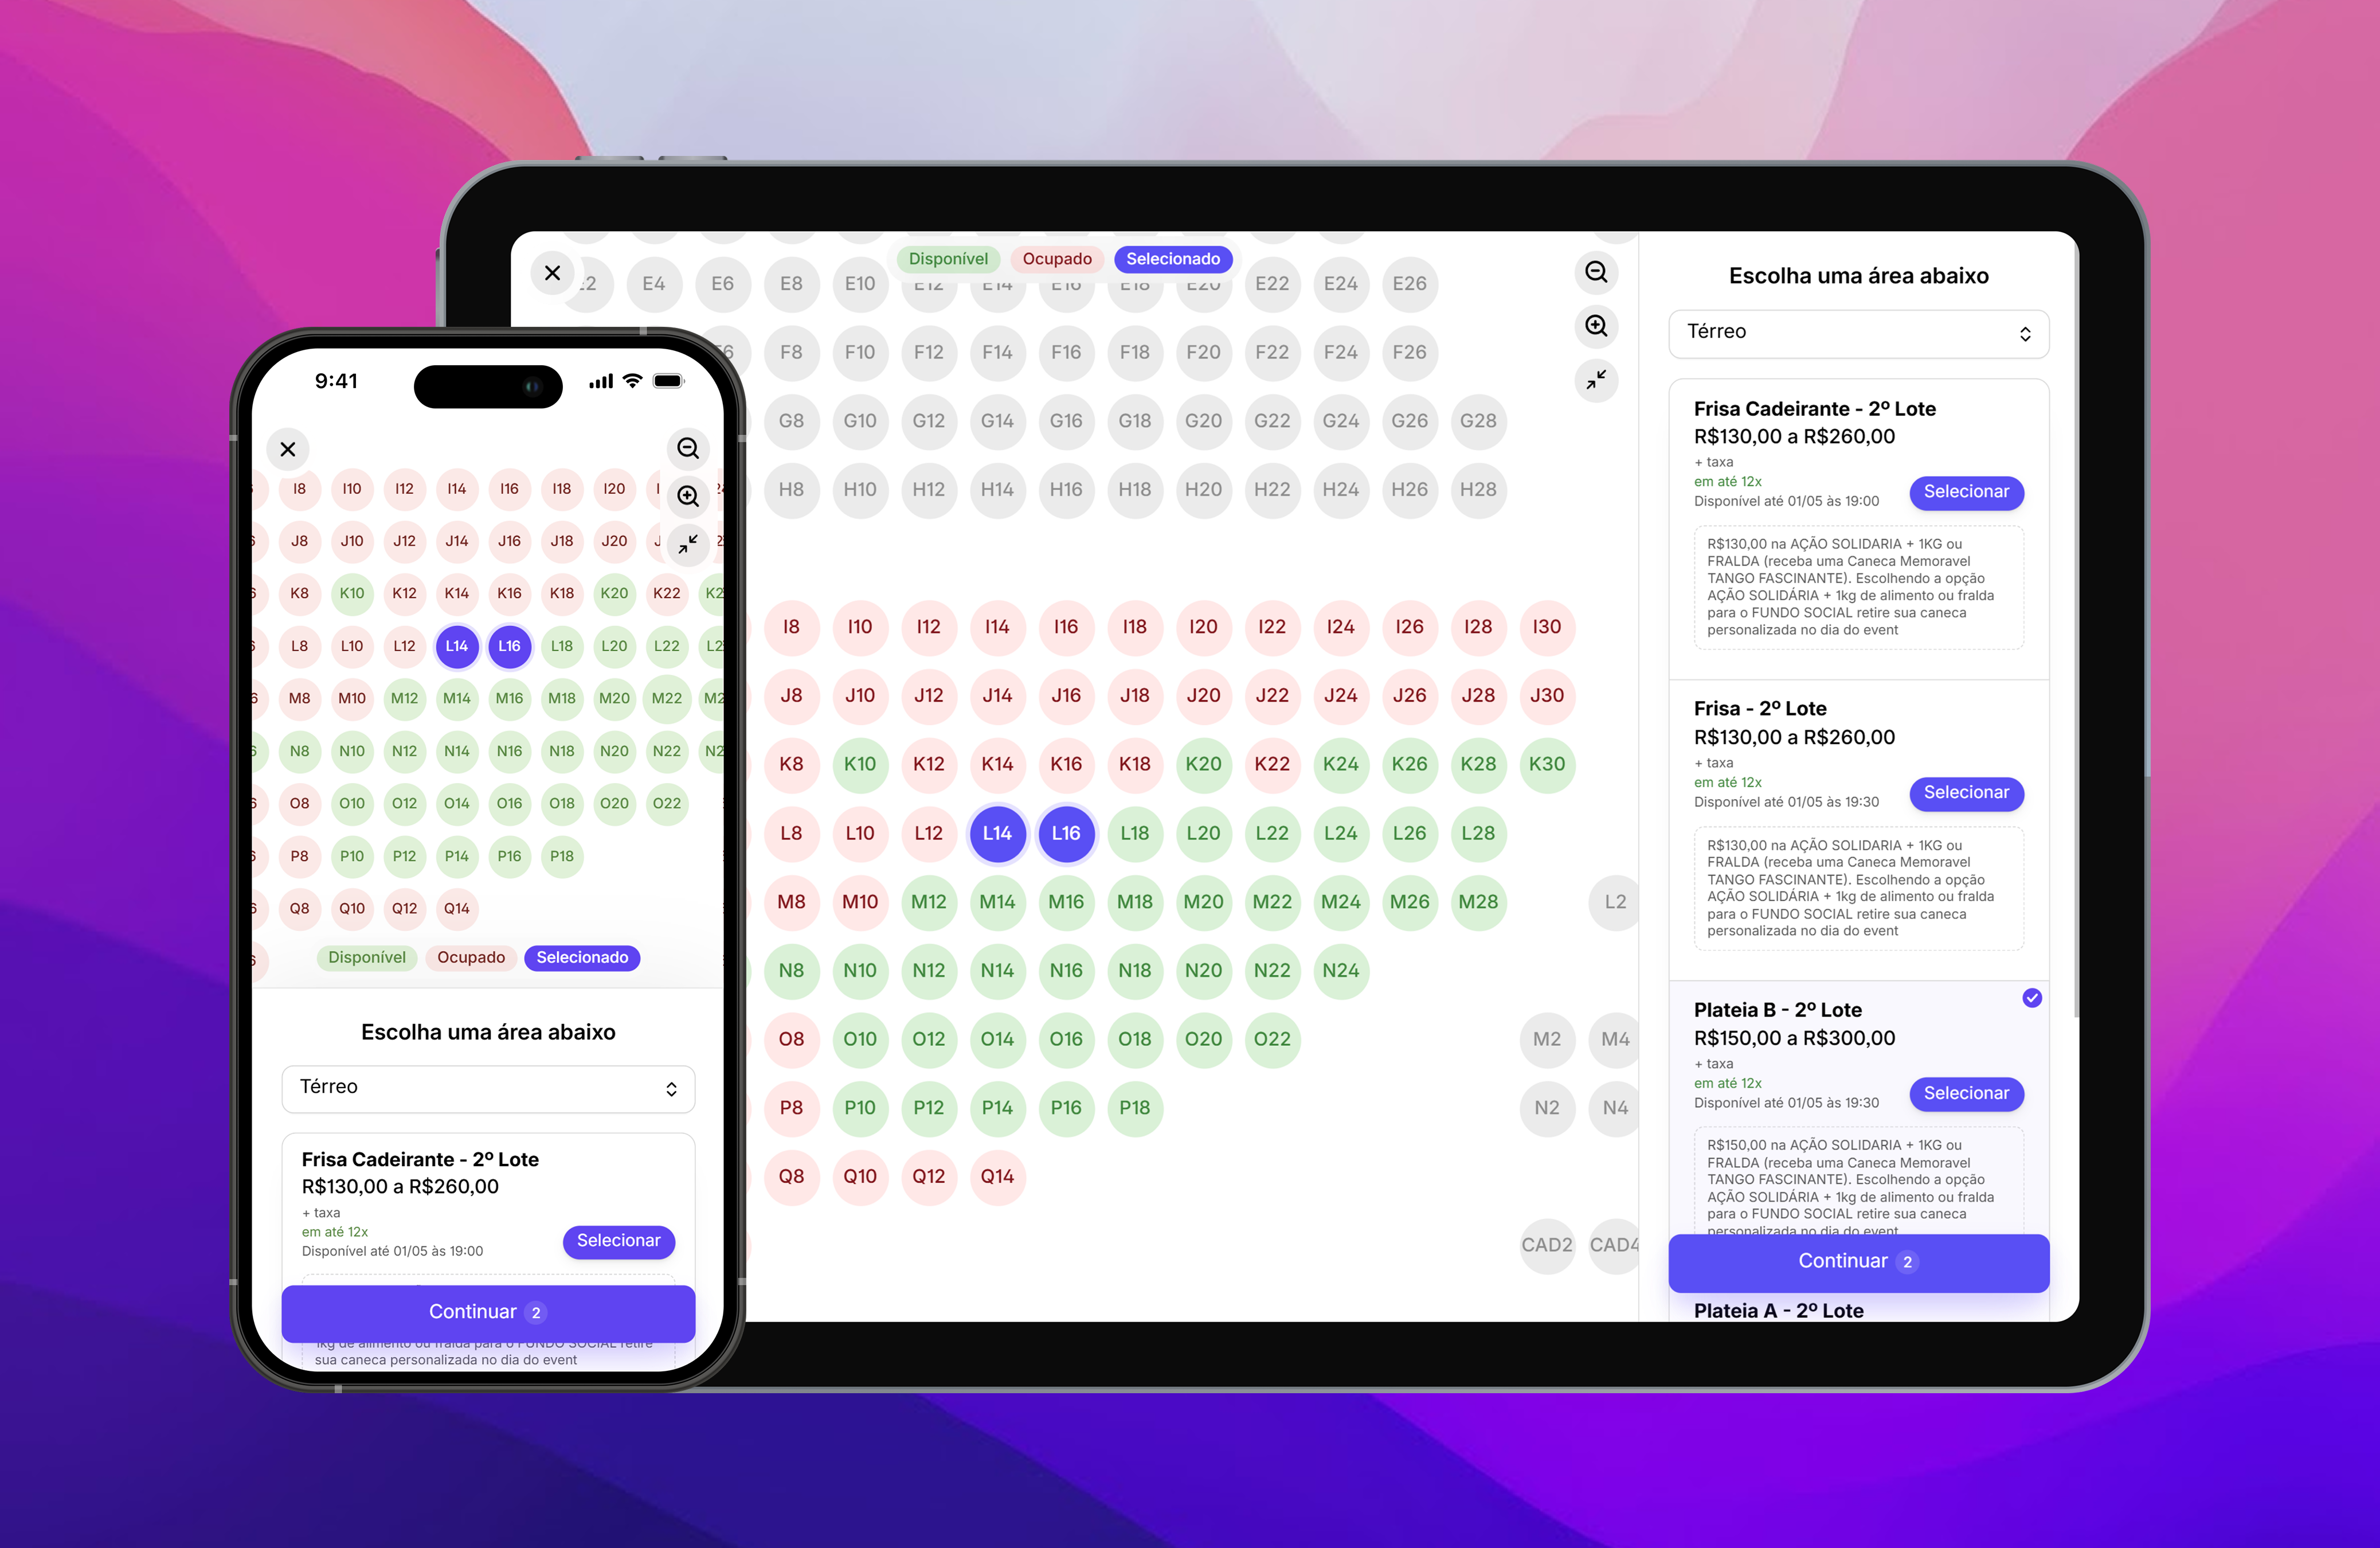 9:41
I8 I10 I12 I14 I16 I18 I20
J8 J10 J12 J14 J16 J18 J20
K8 K10 K12 K14 K16 K18 K20 K22
L8 L10 L12 L14 L16 L18 L20 L22
M8 M10 M12 M14 M16 M18 M20 M22
N8 N10 N12 N14 N16 N18 N20 N22
O8 O10 O12 O14 O16 O18 O20 O22
P8 P10 P12 P14 P16 P18
Q8 Q10 Q12 Q14
Disponível Ocupado Selecionado
Escolha uma área abaixo
Térreo
Frisa Cadeirante - 2º Lote
R$130,00 a R$260,00
+ taxa
em até 12x
Disponível até 01/05 às 19:00
Selecionar
Continuar 2
1kg de alimento ou fralda para o FUNDO SOCIAL retire
sua caneca personalizada no dia do event
Disponível Ocupado Selecionado
E4 E6 E8 E10 E12 E14 E16 E18 E20 E22 E24 E26
F8 F10 F12 F14 F16 F18 F20 F22 F24 F26
G8 G10 G12 G14 G16 G18 G20 G22 G24 G26 G28
H8 H10 H12 H14 H16 H18 H20 H22 H24 H26 H28
I8 I10 I12 I14 I16 I18 I20 I22 I24 I26 I28 I30
J8 J10 J12 J14 J16 J18 J20 J22 J24 J26 J28 J30
K8 K10 K12 K14 K16 K18 K20 K22 K24 K26 K28 K30
L8 L10 L12 L14 L16 L18 L20 L22 L24 L26 L28
M8 M10 M12 M14 M16 M18 M20 M22 M24 M26 M28 L2
N8 N10 N12 N14 N16 N18 N20 N22 N24
O8 O10 O12 O14 O16 O18 O20 O22 M2 M4
P8 P10 P12 P14 P16 P18 N2 N4
Q8 Q10 Q12 Q14
CAD2 CAD4
Escolha uma área abaixo
Térreo
Frisa Cadeirante - 2º Lote
R$130,00 a R$260,00
+ taxa
em até 12x
Disponível até 01/05 às 19:00
Selecionar
R$130,00 na AÇÃO SOLIDARIA + 1KG ou
FRALDA (receba uma Caneca Memoravel
TANGO FASCINANTE). Escolhendo a opção
AÇÃO SOLIDÁRIA + 1kg de alimento ou fralda
para o FUNDO SOCIAL retire sua caneca
personalizada no dia do event
Frisa - 2º Lote
R$130,00 a R$260,00
+ taxa
em até 12x
Disponível até 01/05 às 19:30
Selecionar
R$130,00 na AÇÃO SOLIDARIA + 1KG ou
FRALDA (receba uma Caneca Memoravel
TANGO FASCINANTE). Escolhendo a opção
AÇÃO SOLIDÁRIA + 1kg de alimento ou fralda
para o FUNDO SOCIAL retire sua caneca
personalizada no dia do event
Plateia B - 2º Lote
R$150,00 a R$300,00
+ taxa
em até 12x
Disponível até 01/05 às 19:30
Selecionar
R$150,00 na AÇÃO SOLIDARIA + 1KG ou
FRALDA (receba uma Caneca Memoravel
TANGO FASCINANTE). Escolhendo a opção
AÇÃO SOLIDÁRIA + 1kg de alimento ou fralda
para o FUNDO SOCIAL retire sua caneca
personalizada no dia do event
Continuar 2
Plateia A - 2º Lote